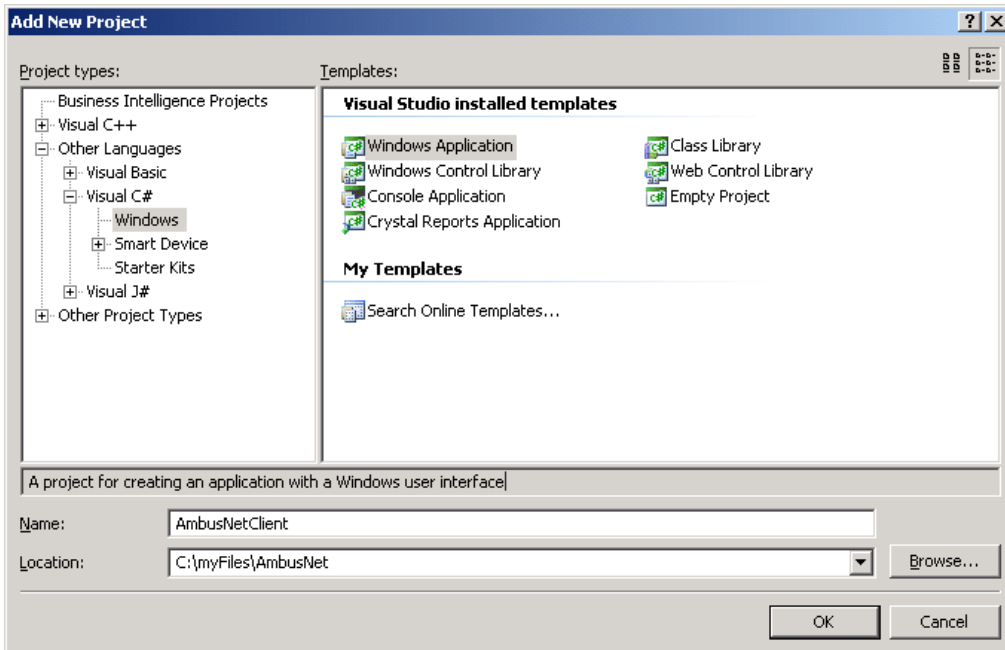 Add New Project
Project types:
Templates:
Business Intelligence Projects
Visual C++
Other Languages
Visual Basic
Visual C#
Windows
Smart Device
Starter Kits
Visual J#
Other Project Types
Visual Studio installed templates
Windows Application
Class Library
Windows Control Library
Web Control Library
Console Application
Empty Project
Crystal Reports Application
My Templates
Search Online Templates...
A project for creating an application with a Windows user interface
Name:
AmbusNetClient
Location:
C:\myFiles\AmbusNet
Browse...
OK
Cancel